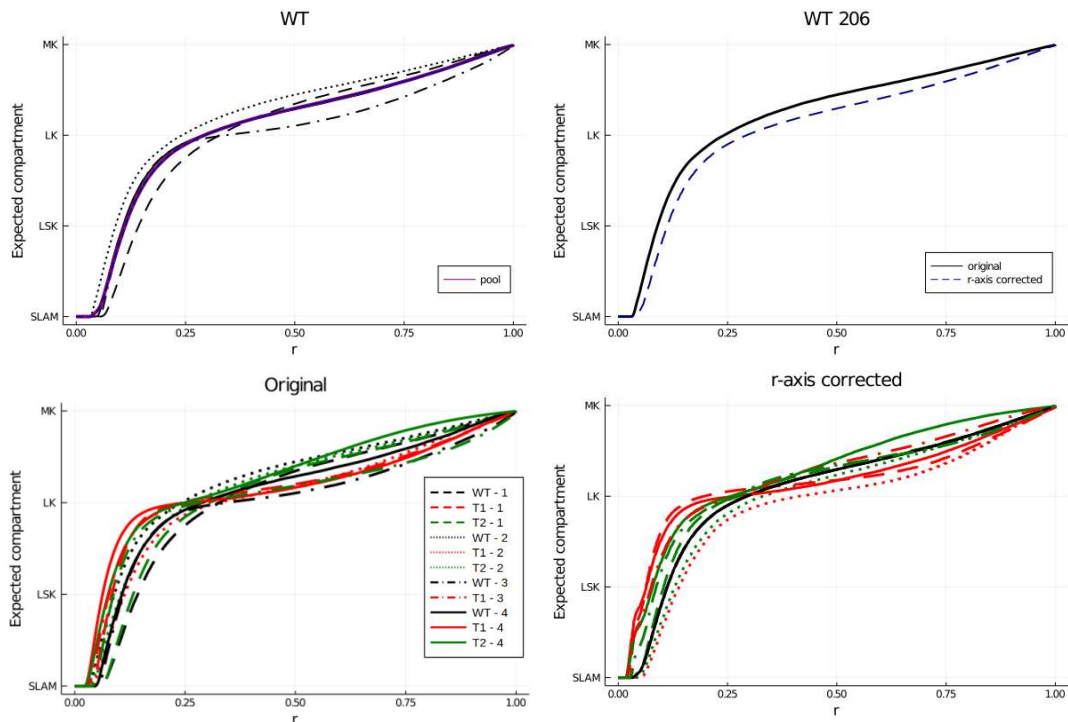 WT
MK
LK
LSK
SLAM
Expected compartment
pool
0.00 0.25 0.50 0.75 1.00
r
WT 206
MK
LK
LSK
SLAM
Expected compartment
original
r-axis corrected
0.00 0.25 0.50 0.75 1.00
r
Original
MK
LK
LSK
SLAM
Expected compartment
WT - 1
T1 - 1
T2 - 1
WT - 2
T1 - 2
T2 - 2
WT - 3
T1 - 3
WT - 4
T1 - 4
T2 - 4
0.00 0.25 0.50 0.75 1.00
r
r-axis corrected
MK
LK
LSK
SLAM
Expected compartment
0.00 0.25 0.50 0.75 1.00
r